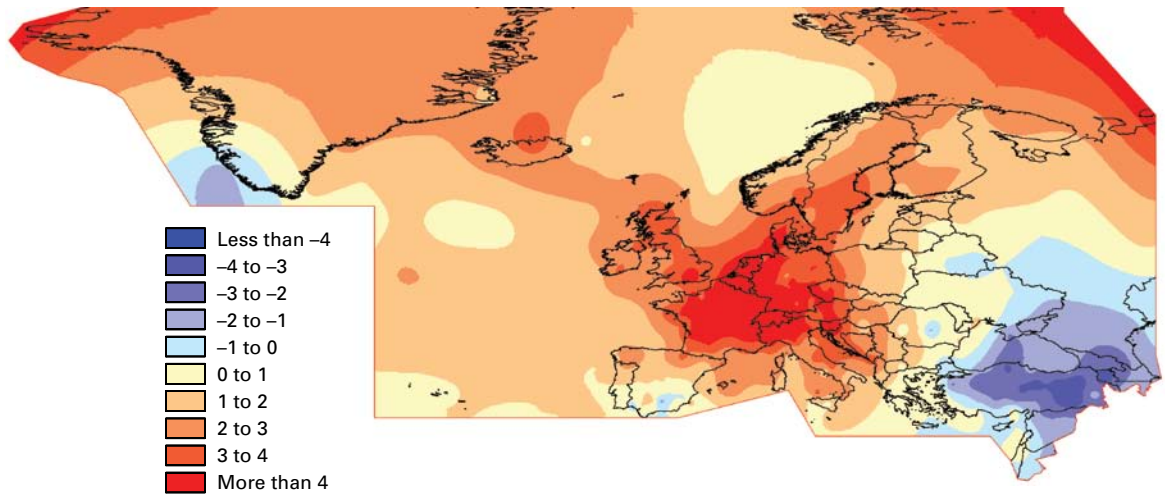 Less than –4
–4 to –3
–3 to –2
–2 to –1
–1 to 0
0 to 1
1 to 2
2 to 3
3 to 4
More than 4